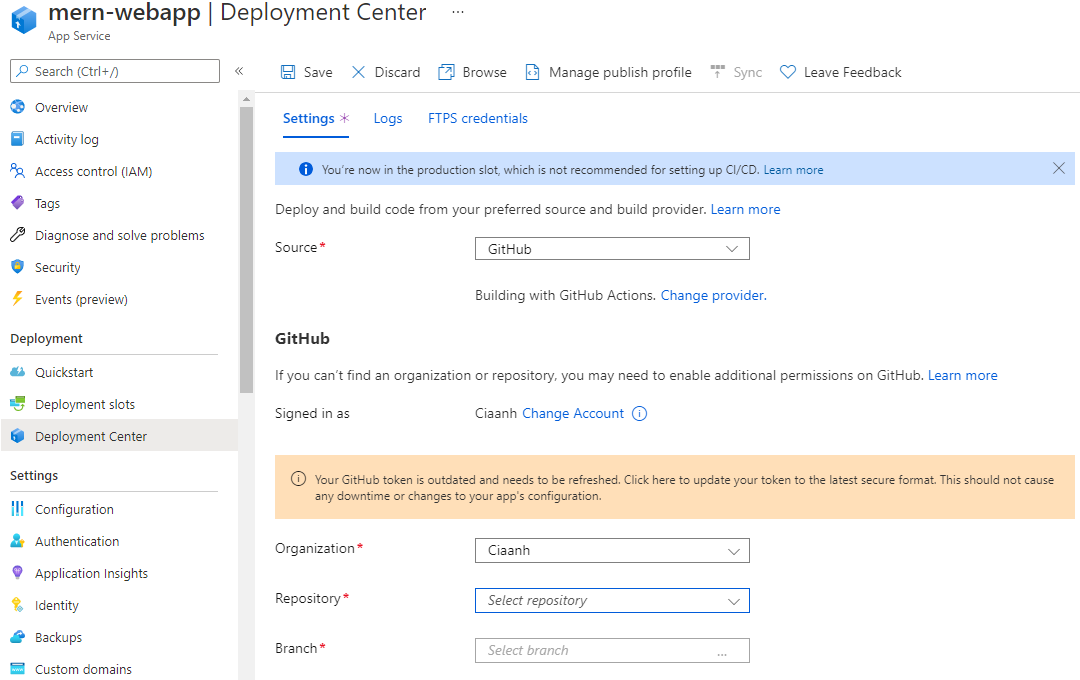 mern-webapp | Deployment Center ...
App Service
Search (Ctrl+/)
«
Save
Discard
Browse
Manage publish profile
Sync
Leave Feedback
Overview
Activity log
Access control (IAM)
Tags
Diagnose and solve problems
Security
Events (preview)
Deployment
Quickstart
Deployment slots
Deployment Center
Settings
Configuration
Authentication
Application Insights
Identity
Backups
Custom domains
Settings *
Logs
FTPS credentials
You're now in the production slot, which is not recommended for setting up CI/CD. Learn more
Deploy and build code from your preferred source and build provider. Learn more
Source*
GitHub
Building with GitHub Actions. Change provider.
GitHub
If you can't find an organization or repository, you may need to enable additional permissions on GitHub. Learn more
Signed in as
Ciaanh Change Account
Your GitHub token is outdated and needs to be refreshed. Click here to update your token to the latest secure format. This should not cause
any downtime or changes to your app's configuration.
Organization*
Ciaanh
Repository*
Select repository
Branch*
Select branch
...